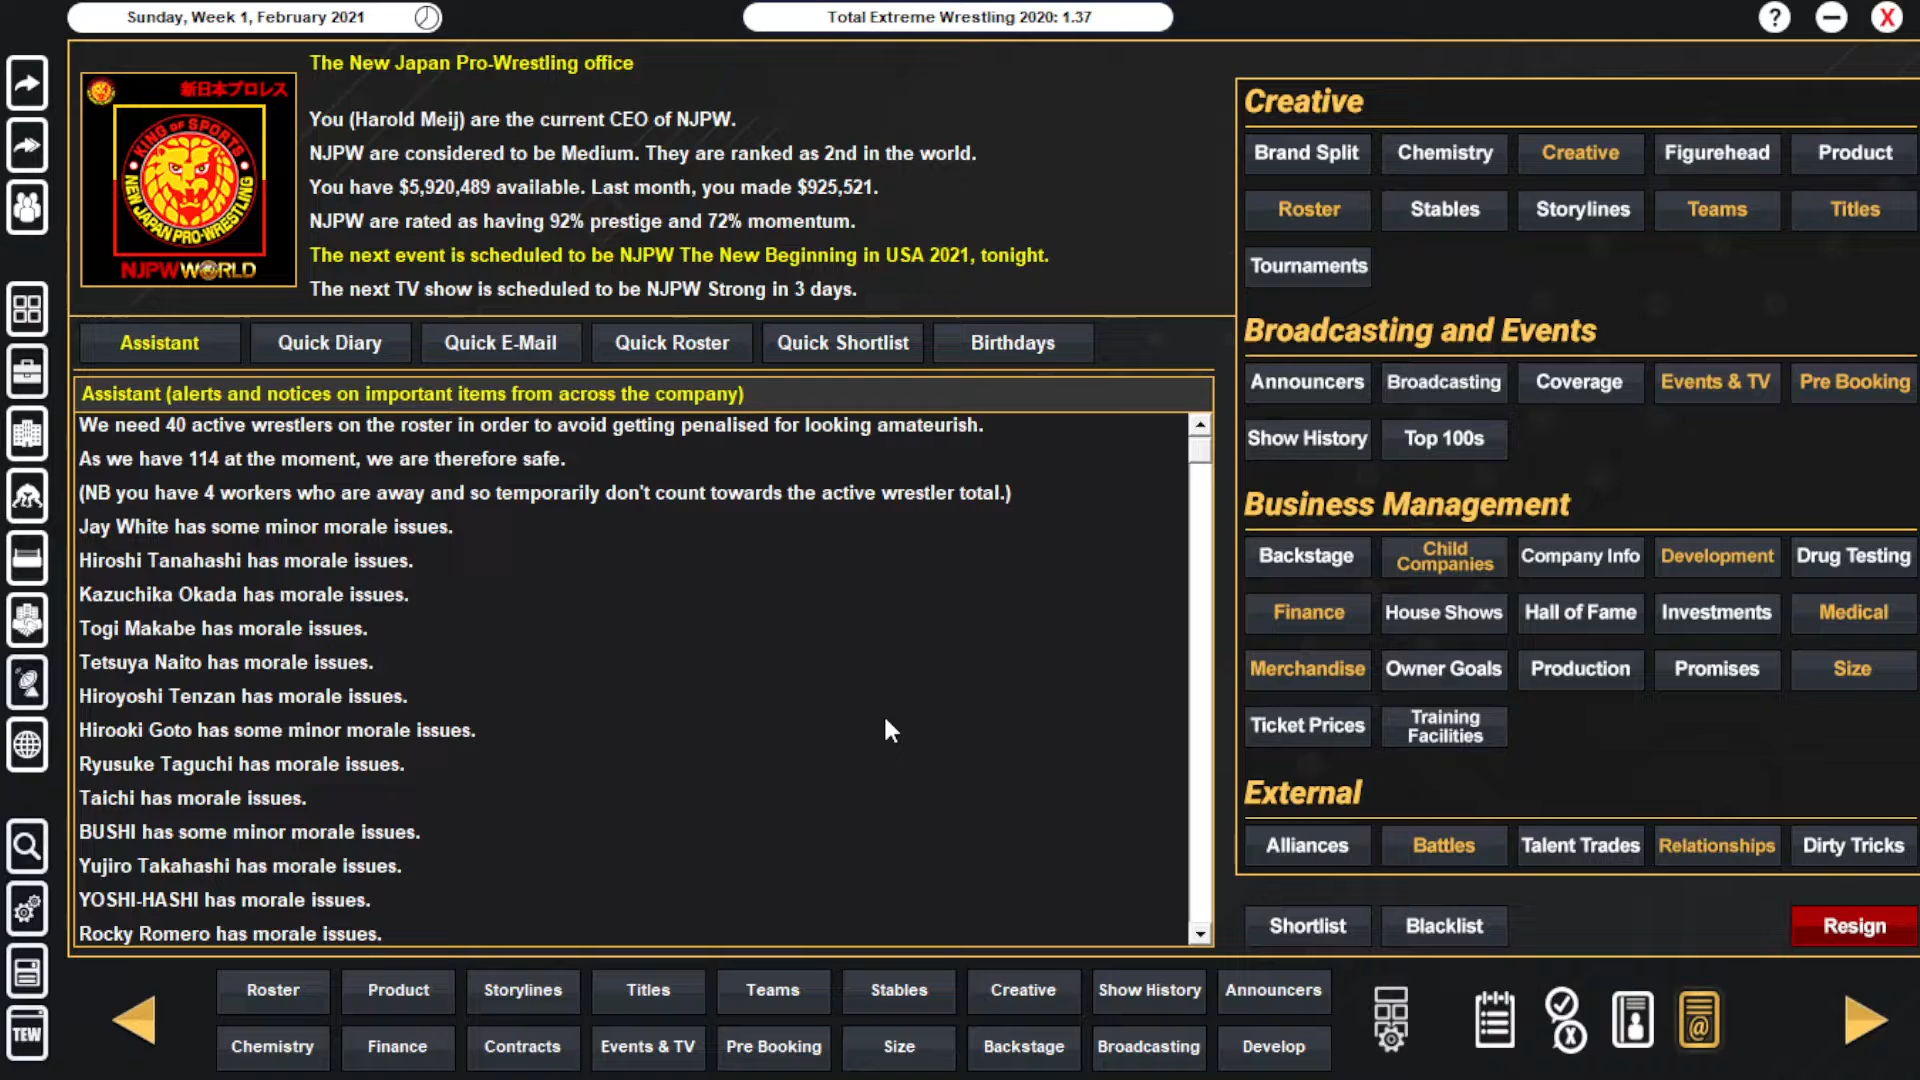 Sunday, Week 1, February 2021
Total Extreme Wrestling 2020: 1.37
?
X
新日本プロレス
KING OF SPORTS
NEW JAPAN PRO-WRESTLING
NJPWWORLD
The New Japan Pro-Wrestling office
You (Harold Meij) are the current CEO of NJPW.
NJPW are considered to be Medium. They are ranked as 2nd in the world.
You have $5,920,489 available. Last month, you made $925,521.
NJPW are rated as having 92% prestige and 72% momentum.
The next event is scheduled to be NJPW The New Beginning in USA 2021, tonight.
The next TV show is scheduled to be NJPW Strong in 3 days.
Assistant Quick Diary Quick E-Mail Quick Roster Quick Shortlist Birthdays
Assistant (alerts and notices on important items from across the company)
We need 40 active wrestlers on the roster in order to avoid getting penalised for looking amateurish.
As we have 114 at the moment, we are therefore safe.
(NB you have 4 workers who are away and so temporarily don't count towards the active wrestler total.)
Jay White has some minor morale issues.
Hiroshi Tanahashi has morale issues.
Kazuchika Okada has morale issues.
Togi Makabe has morale issues.
Tetsuya Naito has morale issues.
Hiroyoshi Tenzan has morale issues.
Hirooki Goto has some minor morale issues.
Ryusuke Taguchi has morale issues.
Taichi has morale issues.
BUSHI has some minor morale issues.
Yujiro Takahashi has morale issues.
YOSHI-HASHI has morale issues.
Rocky Romero has morale issues.
Creative
Brand Split Chemistry Creative Figurehead Product
Roster Stables Storylines Teams Titles
Tournaments
Broadcasting and Events
Announcers Broadcasting Coverage Events & TV Pre Booking
Show History Top 100s
Business Management
Backstage Child Companies Company Info Development Drug Testing
Finance House Shows Hall of Fame Investments Medical
Merchandise Owner Goals Production Promises Size
Ticket Prices Training Facilities
External
Alliances Battles Talent Trades Relationships Dirty Tricks
Shortlist Blacklist Resign
TEW
Roster Product Storylines Titles Teams Stables Creative Show History Announcers
Chemistry Finance Contracts Events & TV Pre Booking Size Backstage Broadcasting Develop